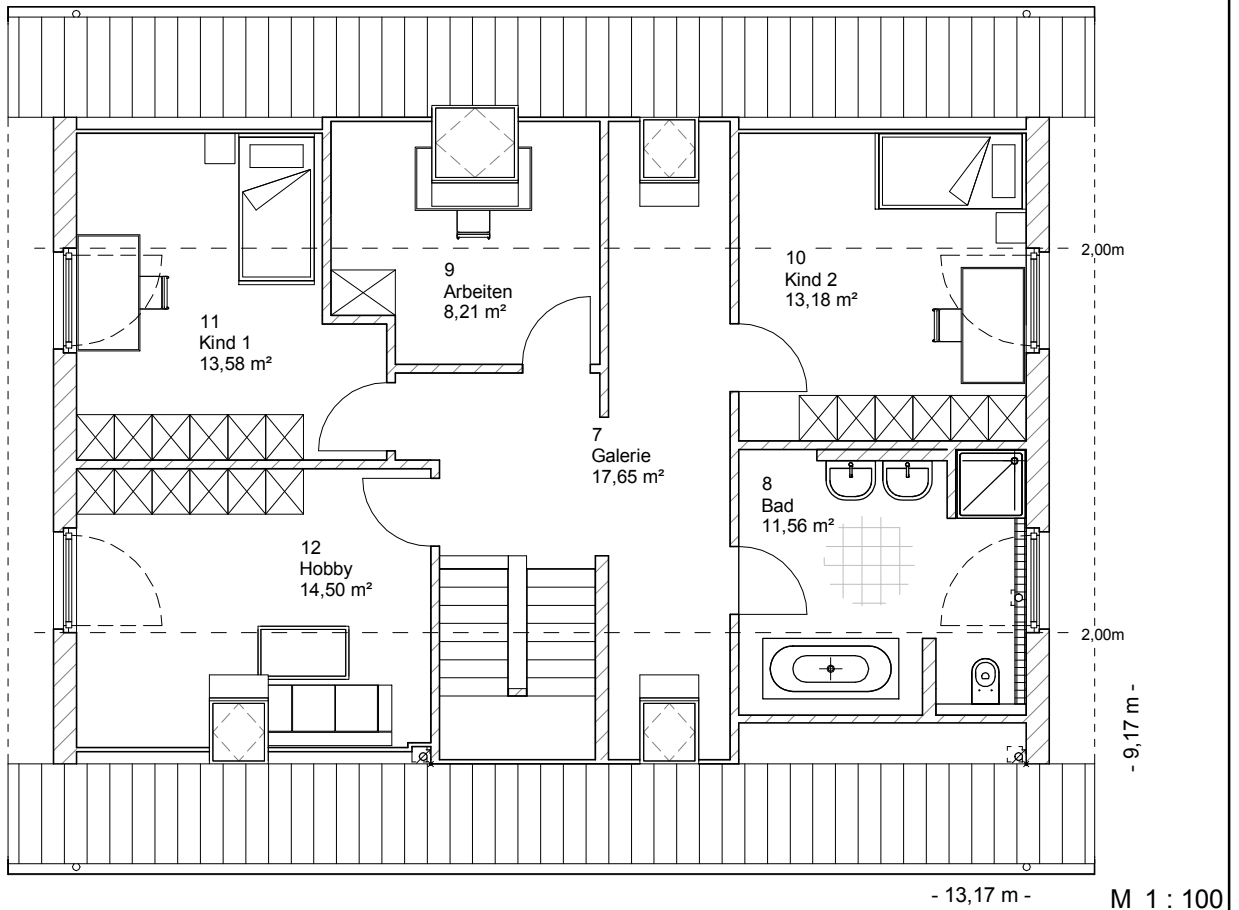 2,00m
9
Arbeiten
8,21 m²
10
Kind 2
13,18 m²
11
Kind 1
13,58 m²
7
Galerie
17,65 m²
8
Bad
11,56 m²
12
Hobby
14,50 m²
2,00m
- 9,17 m -
- 13,17 m -
M 1 : 100